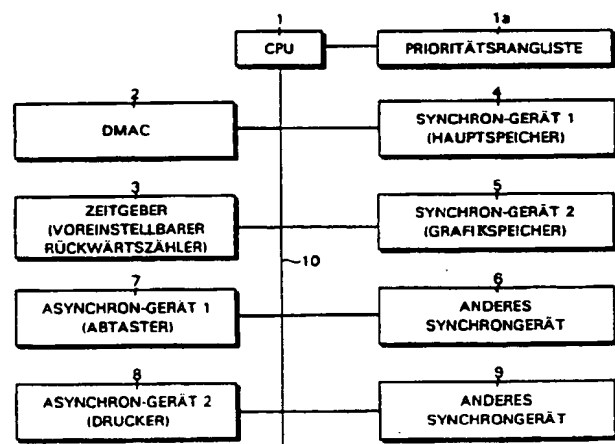 1
CPU
1a
PRIORITÄTSRANGLISTE
2
DMAC
4
SYNCHRON-GERÄT 1
(HAUPTSPEICHER)
3
ZEITGEBER
(VOREINSTELLBARER
RÜCKWÄRTSZÄHLER)
5
SYNCHRON-GERÄT 2
(GRAFIKSPEICHER)
10
7
ASYNCHRON-GERÄT 1
(ABTASTER)
6
ANDERES
SYNCHRONGERÄT
8
ASYNCHRON-GERÄT 2
(DRUCKER)
9
ANDERES
SYNCHRONGERÄT